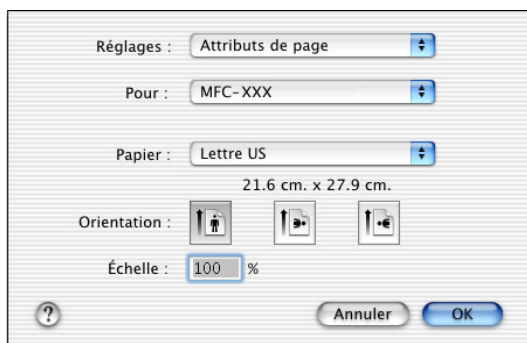 Réglages : Attributs de page
Pour : MFC-XXX
Papier : Lettre US
21.6 cm. x 27.9 cm.
Orientation :
Échelle : 100 %
? Annuler OK